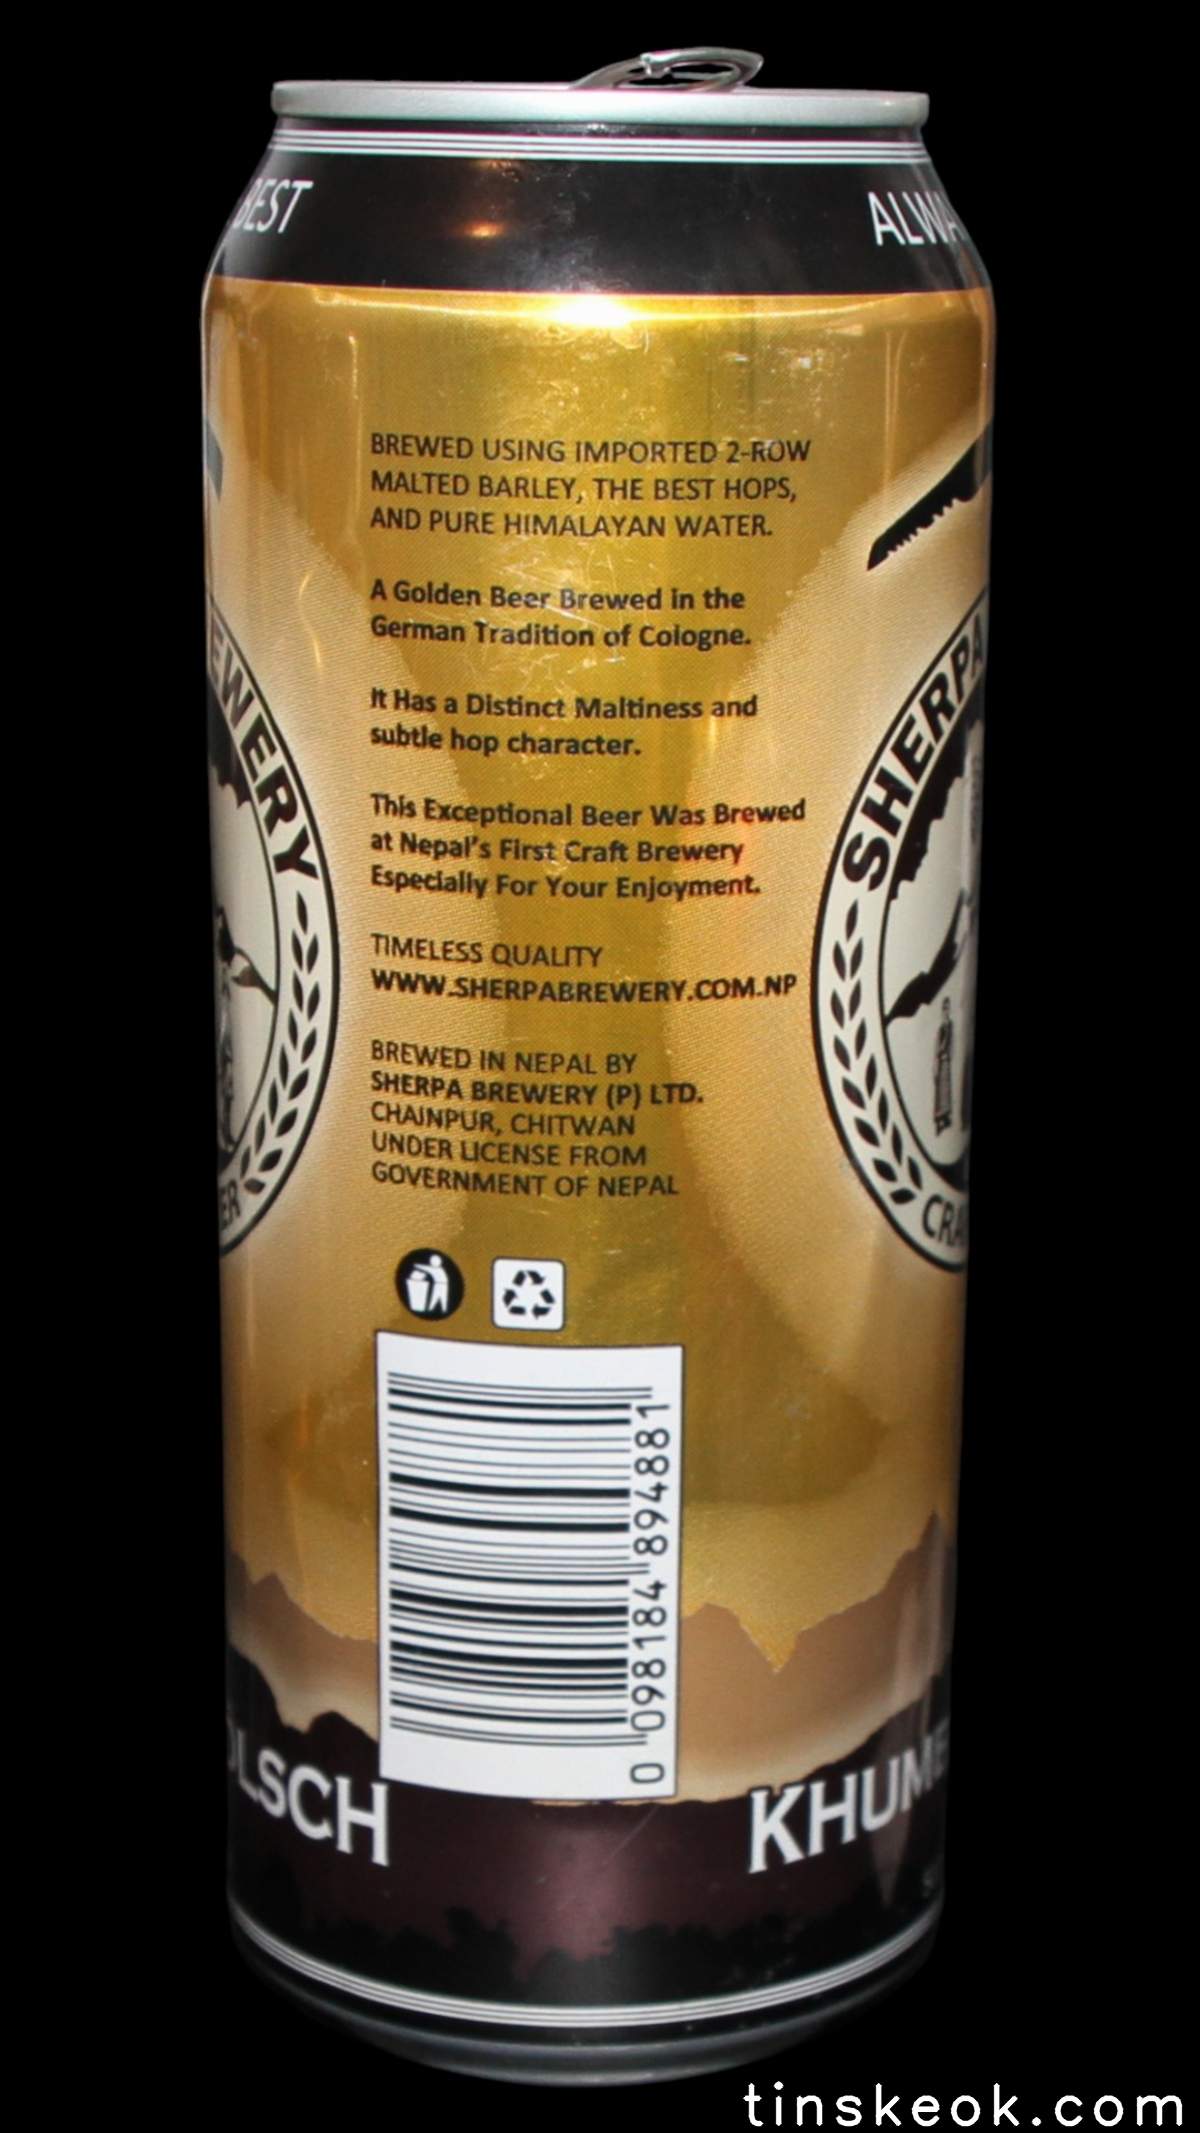 BEST
ALWA
BREWED USING IMPORTED 2-ROW
MALTED BARLEY, THE BEST HOPS,
AND PURE HIMALAYAN WATER.
A Golden Beer Brewed in the
German Tradition of Cologne.
It Has a Distinct Maltiness and
subtle hop character.
This Exceptional Beer Was Brewed
at Nepal's First Craft Brewery
Especially For Your Enjoyment.
TIMELESS QUALITY
WWW.SHERPABREWERY.COM.NP
BREWED IN NEPAL BY
SHERPA BREWERY (P) LTD.
CHAINPUR, CHITWAN
UNDER LICENSE FROM
GOVERNMENT OF NEPAL
EWERY
ER
SHERPA
CRA
0 098184 894881
LSCH
KHUM
tinskeok.com